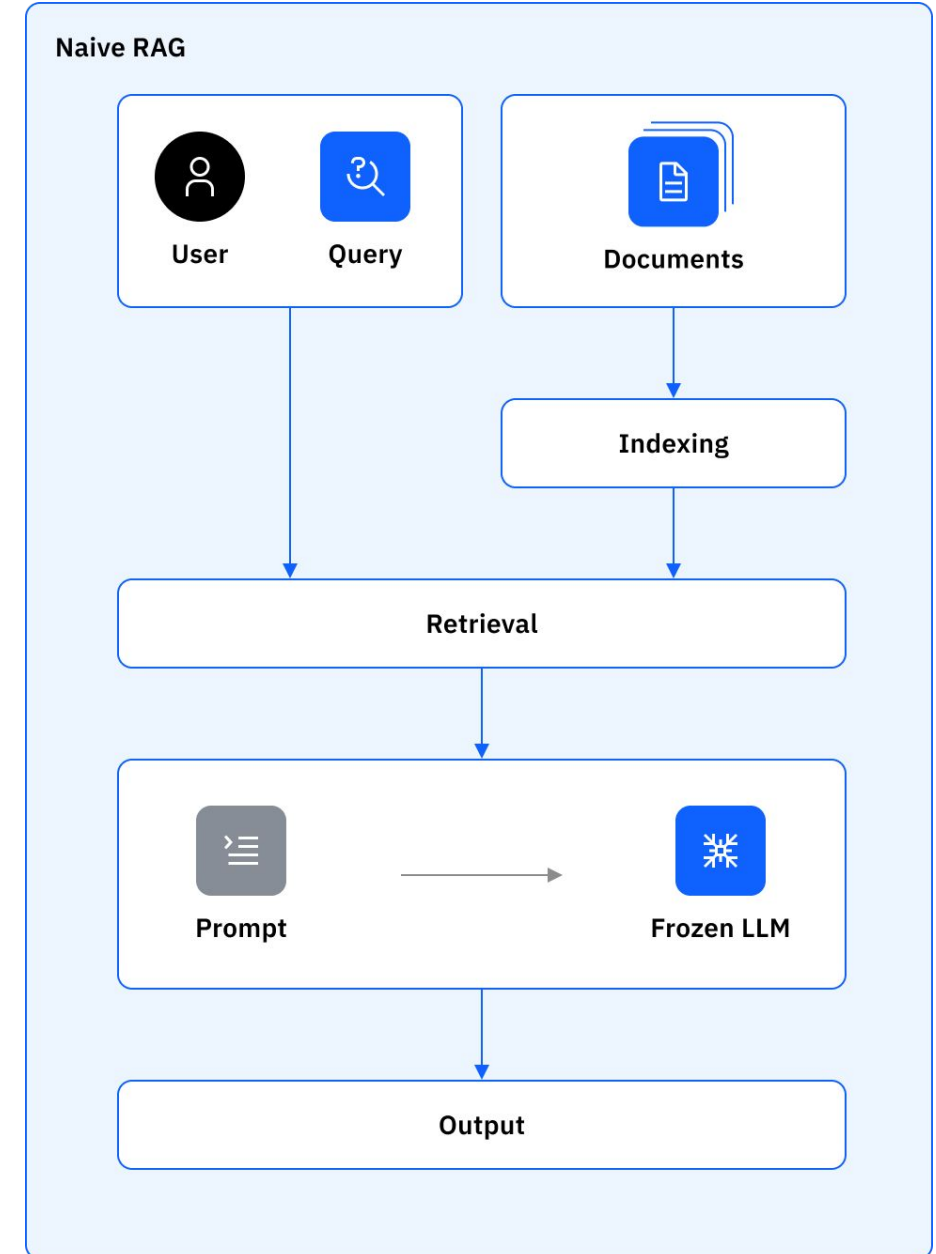 Naive RAG
User
Query
Documents
Indexing
Retrieval
Prompt
Frozen LLM
Output